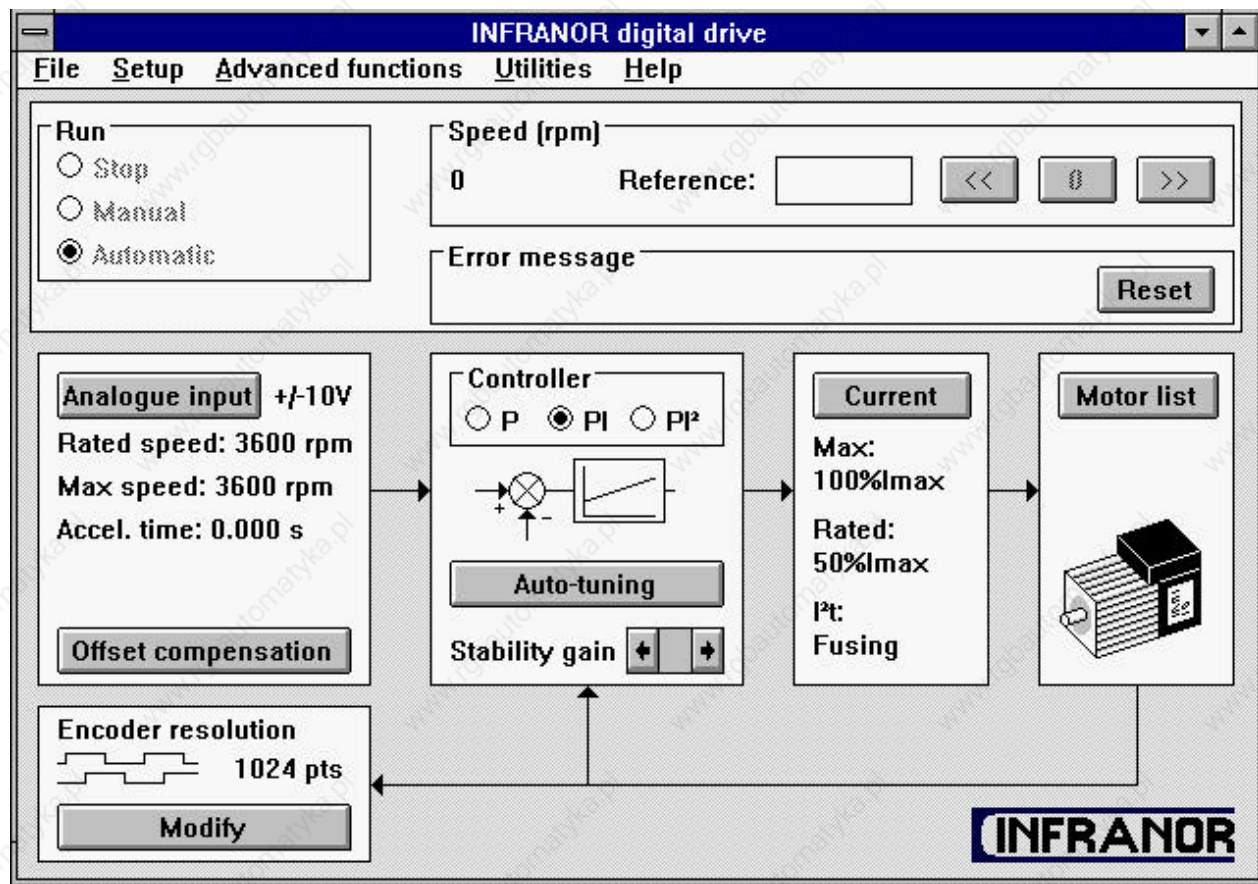 INFRANOR digital drive
File Setup Advanced functions Utilities Help
Run
Stop
Manual
Automatic
Speed (rpm)
0 Reference: << 0 >>
Error message
Reset
Analogue input +/-10V
Rated speed: 3600 rpm
Max speed: 3600 rpm
Accel. time: 0.000 s
Offset compensation
Controller
P PI PI²
+ -
Auto-tuning
Stability gain
Current
Max:
100%Imax
Rated:
50%Imax
I²t:
Fusing
Motor list
Encoder resolution
1024 pts
Modify
INFRANOR
www.rgbautomatyka.pl